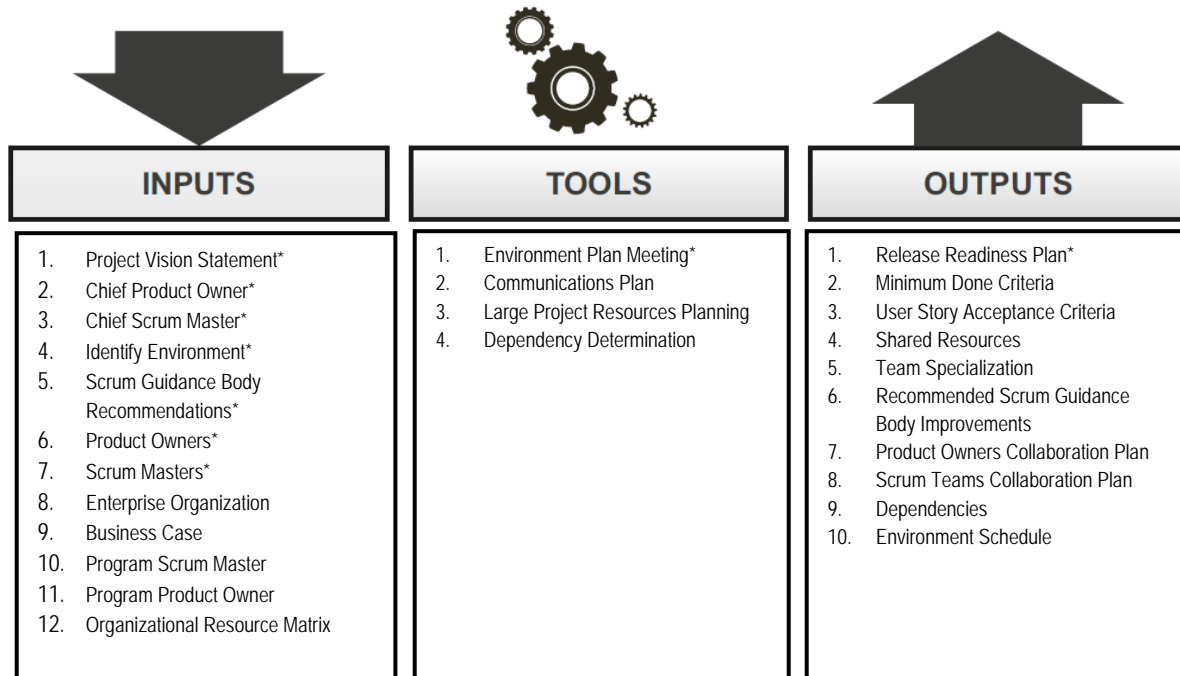 INPUTS
1. Project Vision Statement*
2. Chief Product Owner*
3. Chief Scrum Master*
4. Identify Environment*
5. Scrum Guidance Body
Recommendations*
6. Product Owners*
7. Scrum Masters*
8. Enterprise Organization
9. Business Case
10. Program Scrum Master
11. Program Product Owner
12. Organizational Resource Matrix
TOOLS
1. Environment Plan Meeting*
2. Communications Plan
3. Large Project Resources Planning
4. Dependency Determination
OUTPUTS
1. Release Readiness Plan*
2. Minimum Done Criteria
3. User Story Acceptance Criteria
4. Shared Resources
5. Team Specialization
6. Recommended Scrum Guidance
Body Improvements
7. Product Owners Collaboration Plan
8. Scrum Teams Collaboration Plan
9. Dependencies
10. Environment Schedule